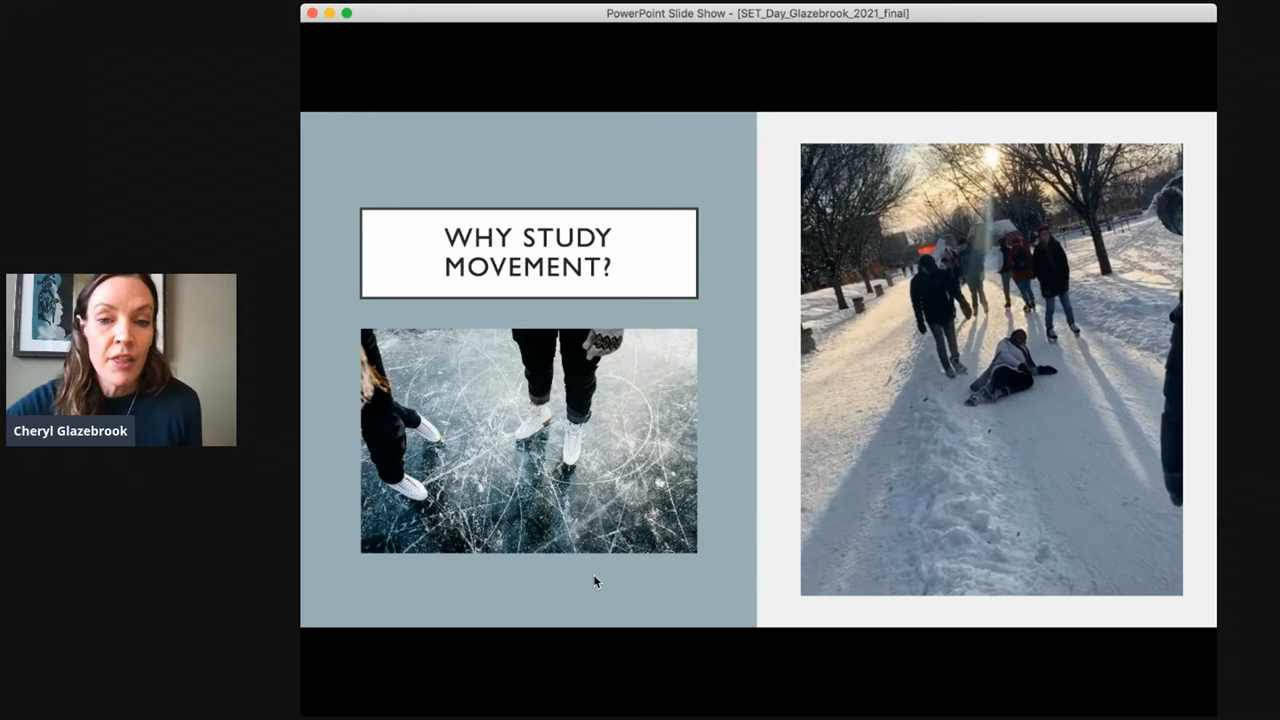 PowerPoint Slide Show - [SET_Day_Glazebrook_2021_final]
WHY STUDY
MOVEMENT?
Cheryl Glazebrook